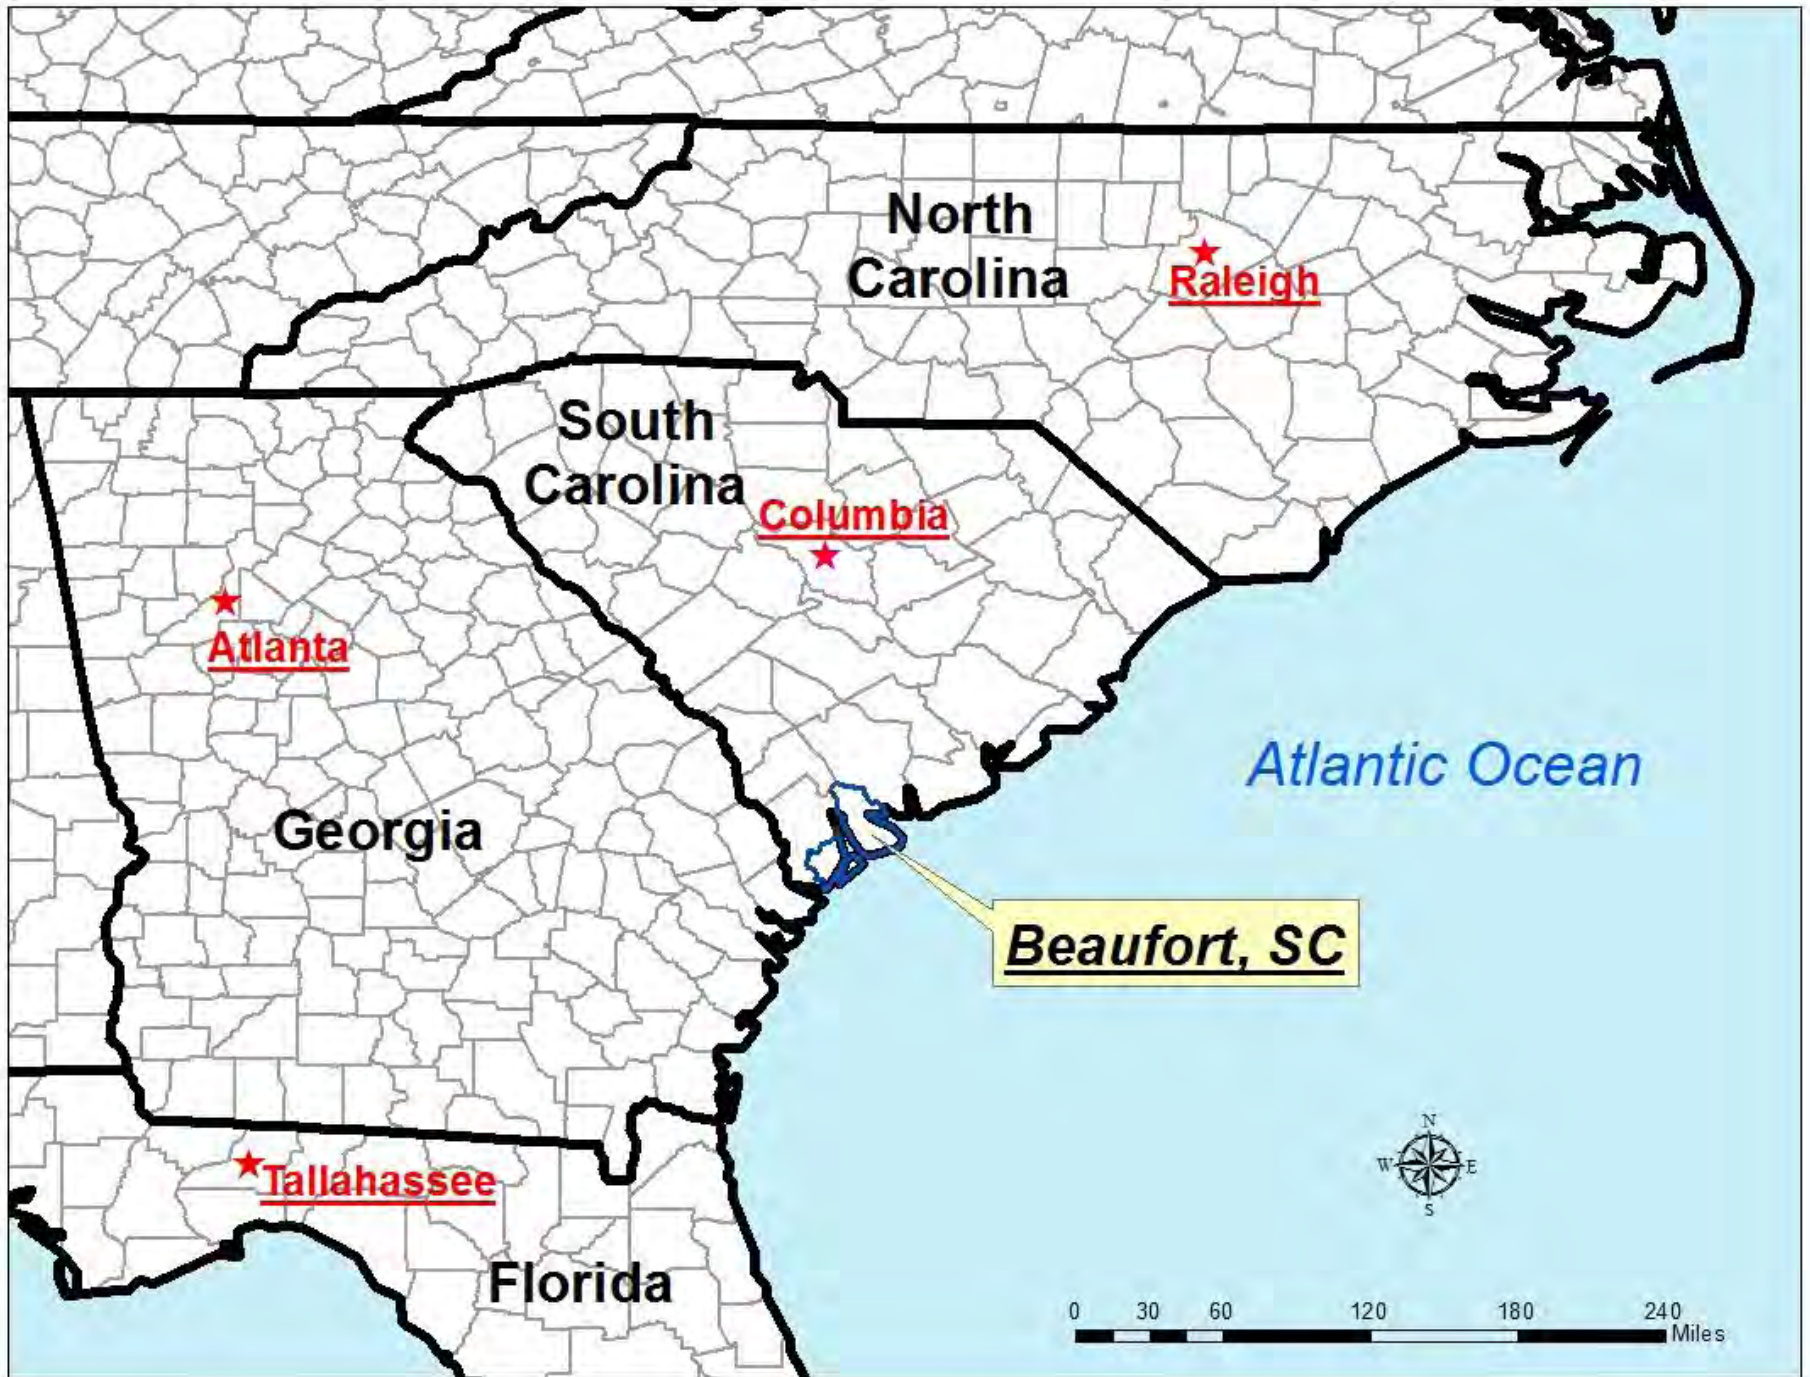 North
Carolina
Raleigh
South
Carolina
Columbia
Atlanta
Atlantic Ocean
Georgia
Beaufort, SC
N
W E
S
Tallahassee
Florida
0 30 60 120 180 240
Miles